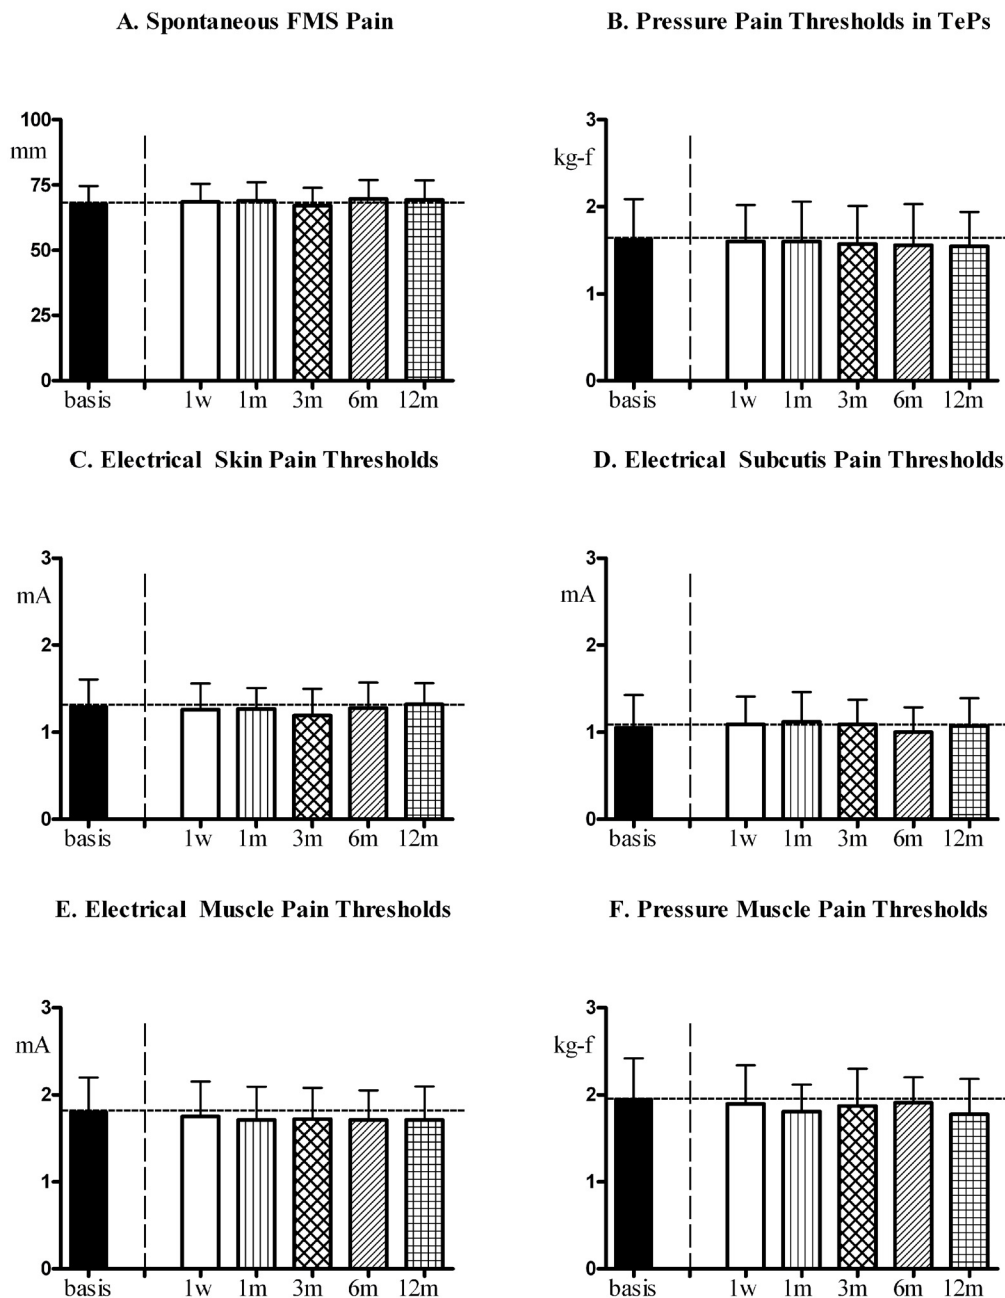 A. Spontaneous FMS Pain
100
mm
75
50
25
0
basis 1w 1m 3m 6m 12m
B. Pressure Pain Thresholds in TePs
3
kg-f
2
1
0
basis 1w 1m 3m 6m 12m
C. Electrical Skin Pain Thresholds
3
mA
2
1
0
basis 1w 1m 3m 6m 12m
D. Electrical Subcutis Pain Thresholds
3
mA
2
1
0
basis 1w 1m 3m 6m 12m
E. Electrical Muscle Pain Thresholds
3
mA
2
1
0
basis 1w 1m 3m 6m 12m
F. Pressure Muscle Pain Thresholds
3
kg-f
2
1
0
basis 1w 1m 3m 6m 12m